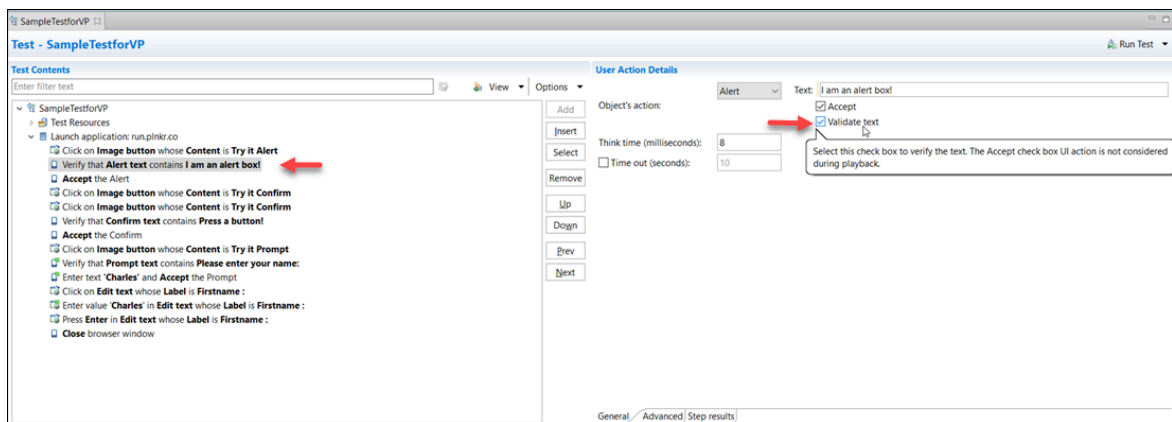 SampleTestforVP
Test - SampleTestforVP
Run Test
Test Contents
Enter filter text
View
Options
SampleTestforVP
Test Resources
Launch application: run.plnkr.co
Click on Image button whose Content is Try it Alert
Verify that Alert text contains I am an alert box!
Accept the Alert
Click on Image button whose Content is Try it Confirm
Click on Image button whose Content is Try it Confirm
Verify that Confirm text contains Press a button!
Accept the Confirm
Click on Image button whose Content is Try it Prompt
Verify that Prompt text contains Please enter your name:
Enter text 'Charles' and Accept the Prompt
Click on Edit text whose Label is Firstname :
Enter value 'Charles' in Edit text whose Label is Firstname :
Press Enter in Edit text whose Label is Firstname :
Close browser window
Add
Insert
Select
Remove
Up
Down
Prev
Next
User Action Details
Alert
Text: I am an alert box!
Object's action:
Accept
Validate text
Think time (milliseconds): 8
Time out (seconds): 10
Select this check box to verify the text. The Accept check box UI action is not considered
during playback.
General Advanced Step results